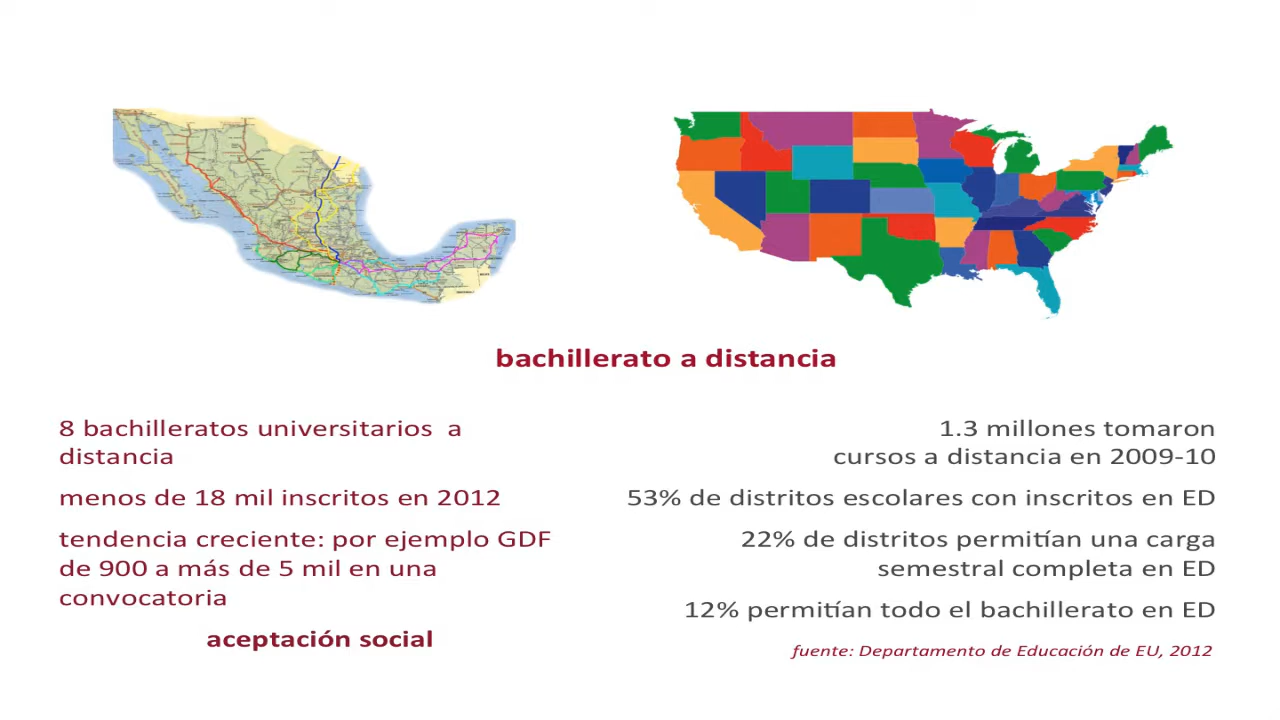 bachillerato a distancia
8 bachilleratos universitarios a
distancia
menos de 18 mil inscritos en 2012
tendencia creciente: por ejemplo GDF
de 900 a más de 5 mil en una
convocatoria
aceptación social
1.3 millones tomaron
cursos a distancia en 2009-10
53% de distritos escolares con inscritos en ED
22% de distritos permitían una carga
semestral completa en ED
12% permitían todo el bachillerato en ED
fuente: Departamento de Educación de EU, 2012